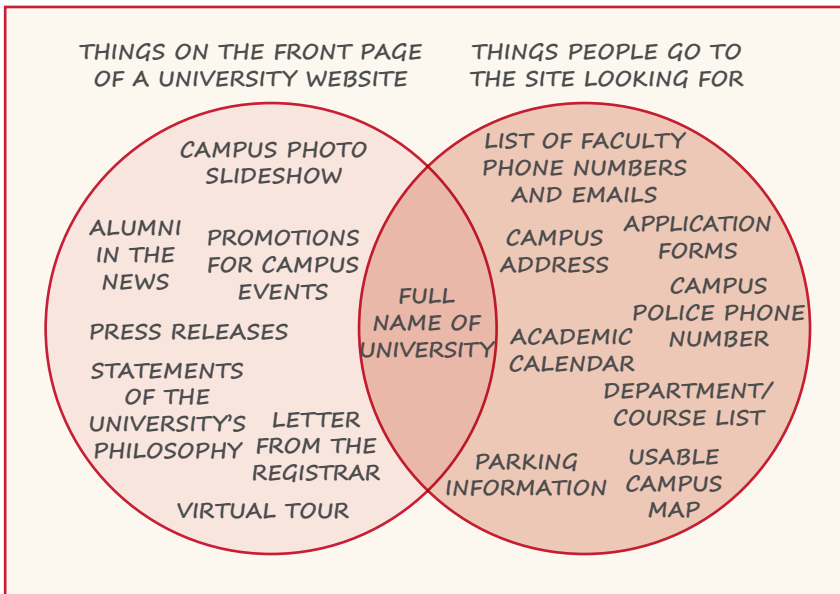 THINGS ON THE FRONT PAGE
OF A UNIVERSITY WEBSITE
THINGS PEOPLE GO TO
THE SITE LOOKING FOR
CAMPUS PHOTO
SLIDESHOW
ALUMNI
IN THE
NEWS
PROMOTIONS
FOR CAMPUS
EVENTS
PRESS RELEASES
STATEMENTS
OF THE
UNIVERSITY'S
PHILOSOPHY
LETTER
FROM THE
REGISTRAR
VIRTUAL TOUR
FULL
NAME OF
UNIVERSITY
LIST OF FACULTY
PHONE NUMBERS
AND EMAILS
CAMPUS
ADDRESS
APPLICATION
FORMS
CAMPUS
POLICE PHONE
NUMBER
ACADEMIC
CALENDAR
DEPARTMENT/
COURSE LIST
PARKING
INFORMATION
USABLE
CAMPUS
MAP